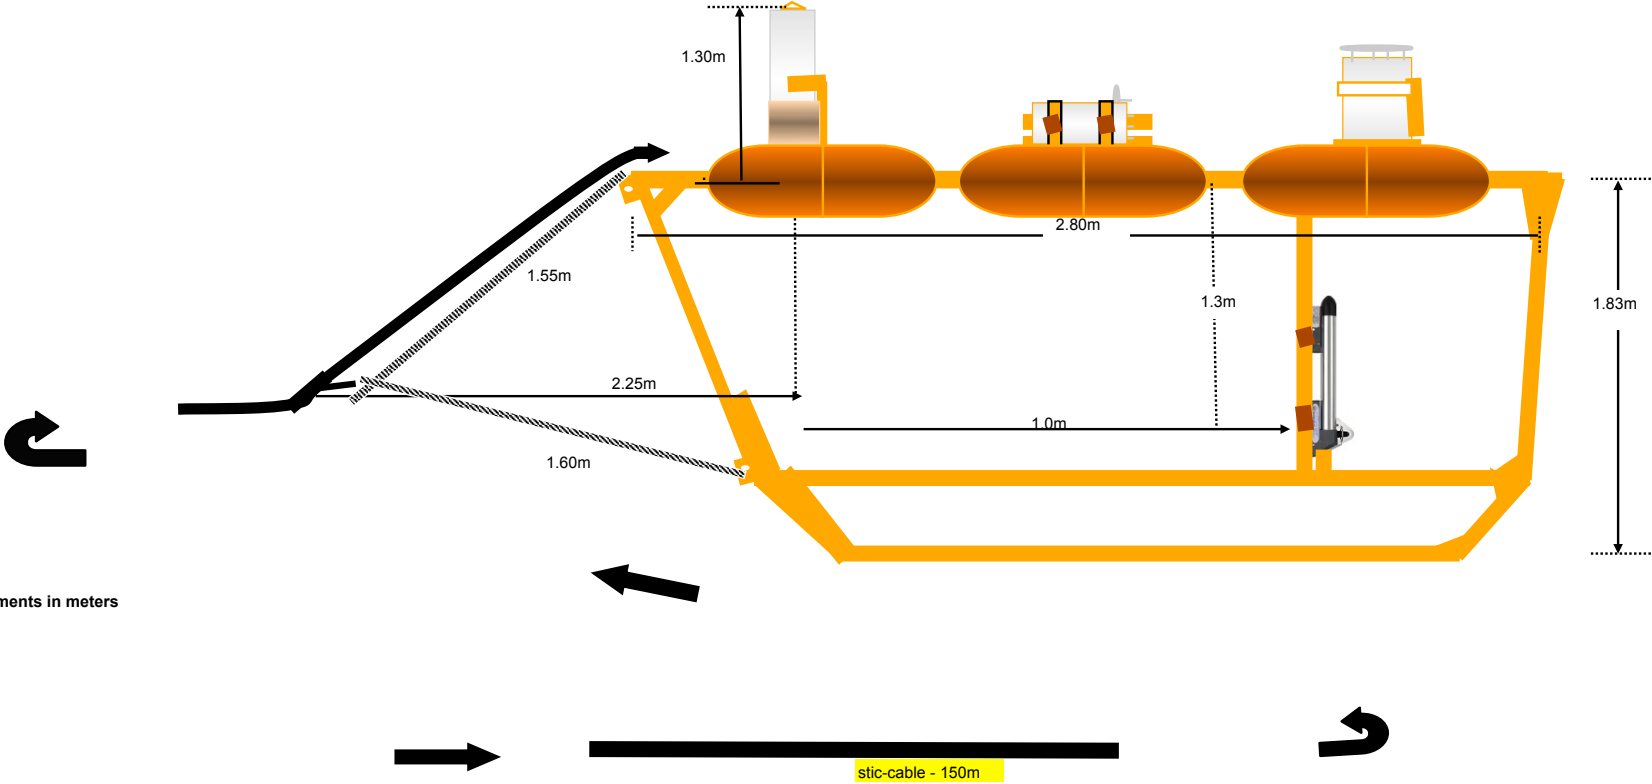 1.30m
2.80m
1.55m
1.3m
1.83m
2.25m
1.0m
1.60m
ments in meters
stic-cable - 150m